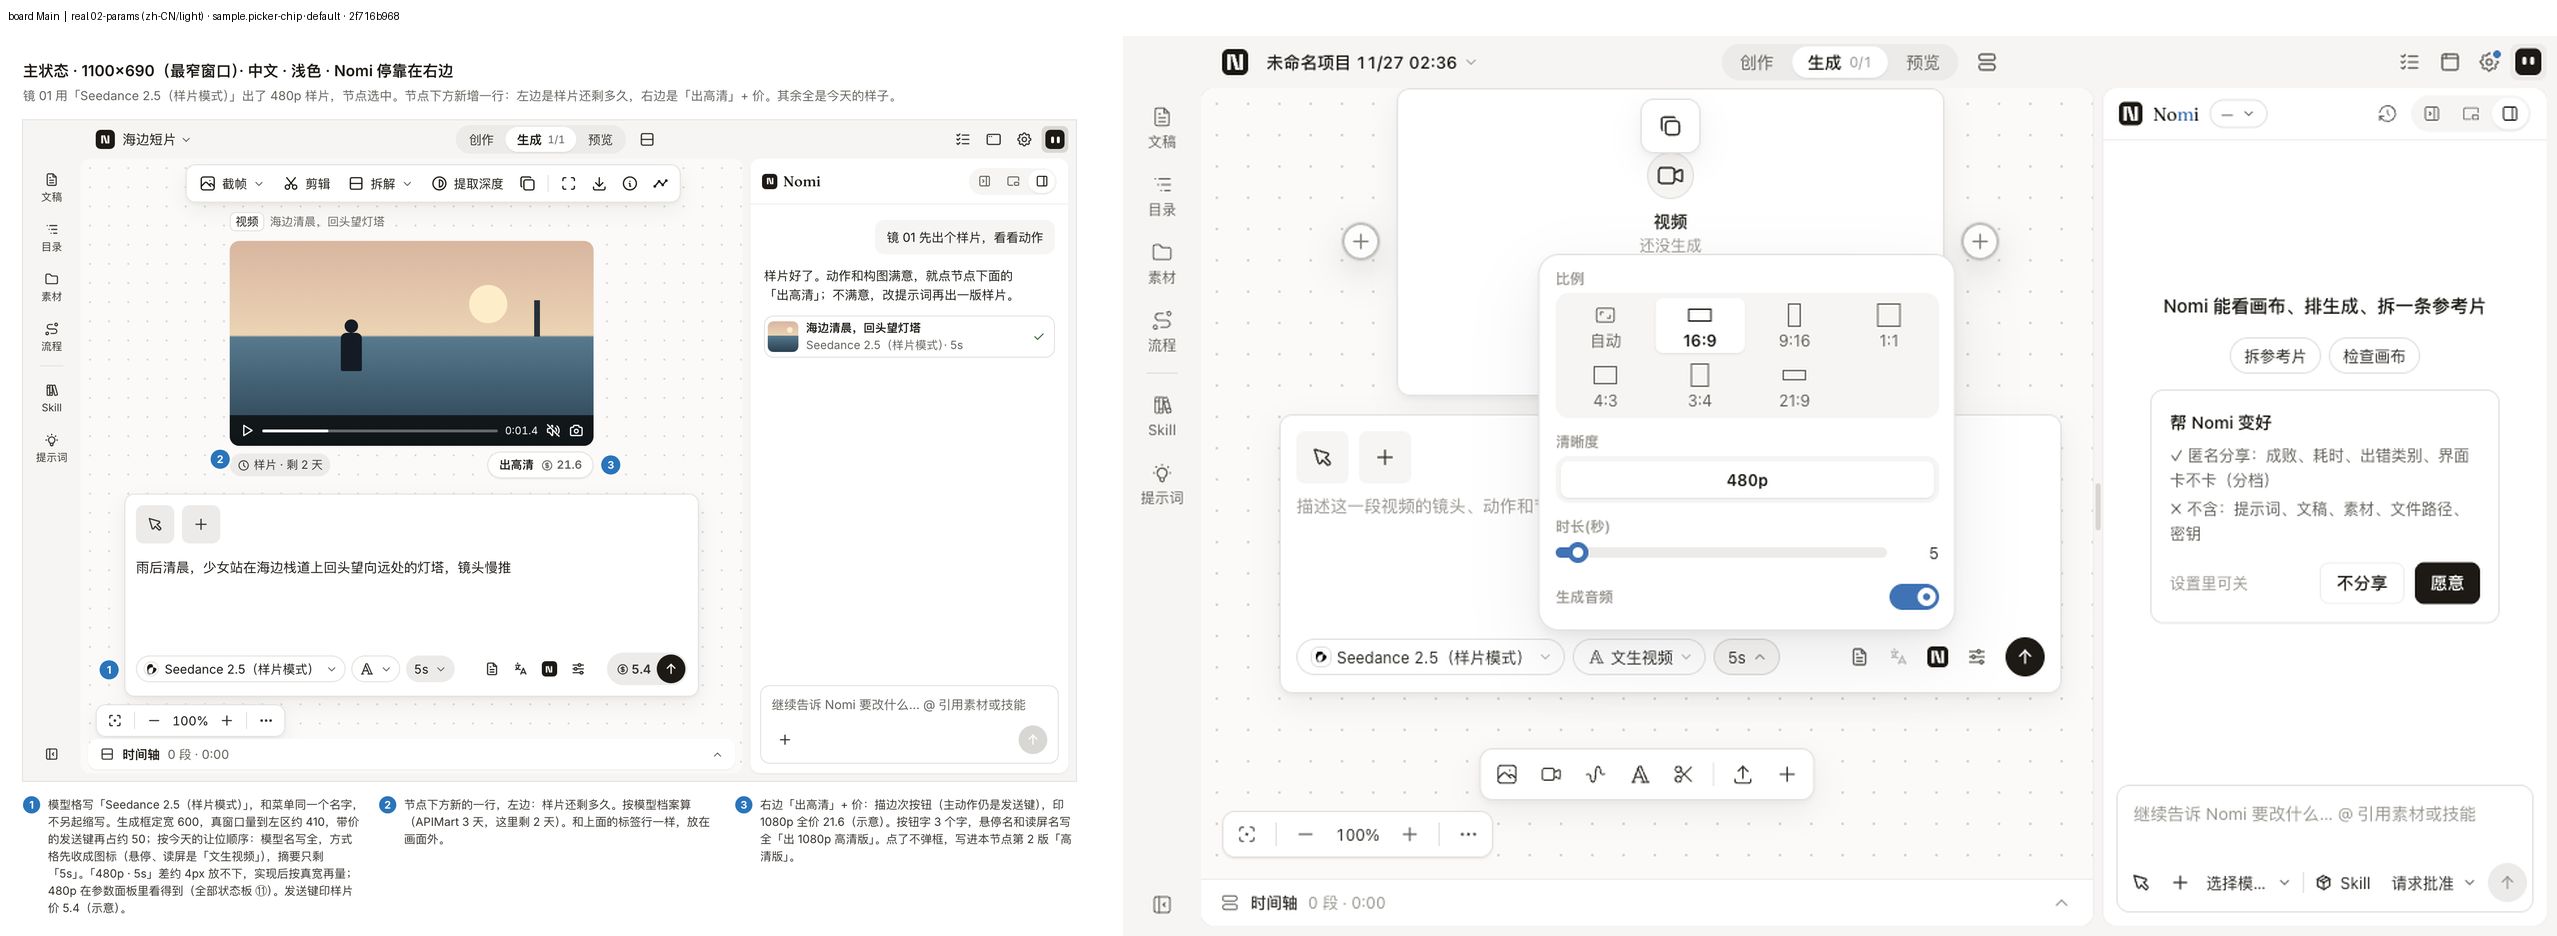 board Main | real 02-params (zh-CN/light) · sample.picker-chip·default · 2f716b968
主状态 · 1100×690（最窄窗口）· 中文 · 浅色 · Nomi 停靠在右边
镜 01 用「Seedance 2.5（样片模式）」出了 480p 样片，节点选中。节点下方新增一行：左边是样片还剩多久，右边是「出高清」+ 价。其余全是今天的样子。
海边短片
创作 生成 1/1 预览
文稿
目录
素材
流程
Skill
提示词
截帧 剪辑 拆解 提取深度
视频 海边清晨，回头望灯塔
0:01.4
2 样片 · 剩 2 天
出高清 21.6 3
雨后清晨，少女站在海边栈道上回头望向远处的灯塔，镜头慢推
1 Seedance 2.5（样片模式） 5s 5.4
100%
时间轴 0 段 · 0:00
Nomi
镜 01 先出个样片，看看动作
样片好了。动作和构图满意，就点节点下面的
「出高清」；不满意，改提示词再出一版样片。
海边清晨，回头望灯塔
Seedance 2.5（样片模式）· 5s
继续告诉 Nomi 要改什么... @ 引用素材或技能
1 模型格写「Seedance 2.5（样片模式）」，和菜单同一个名字，
不另起缩写。生成框定宽 600，真窗口量到左区约 410，带价
的发送键再占约 50；按今天的让位顺序：模型名写全，方式
格先收成图标（悬停、读屏是「文生视频」），摘要只剩
「5s」。「480p · 5s」差约 4px 放不下，实现后按真宽再量；
480p 在参数面板里看得到（全部状态板 ⑪）。发送键印样片
价 5.4（示意）。
2 节点下方新的一行，左边：样片还剩多久。按模型档案算
（APIMart 3 天，这里剩 2 天）。和上面的标签行一样，放在
画面外。
3 右边「出高清」+ 价：描边次按钮（主动作仍是发送键），印
1080p 全价 21.6（示意）。按钮字 3 个字，悬停名和读屏名写
全「出 1080p 高清版」。点了不弹框，写进本节点第 2 版「高
清版」。
未命名项目 11/27 02:36
创作 生成 0/1 预览
文稿
目录
素材
流程
Skill
提示词
视频
还没生成
比例
自动 16:9 9:16 1:1
4:3 3:4 21:9
清晰度
480p
时长(秒)
5
生成音频
描述这一段视频的镜头、动作和
Seedance 2.5（样片模式） 文生视频 5s
100%
时间轴 0 段 · 0:00
Nomi —
Nomi 能看画布、排生成、拆一条参考片
拆参考片 检查画布
帮 Nomi 变好
✓ 匿名分享：成败、耗时、出错类别、界面
卡不卡（分档）
✕ 不含：提示词、文稿、素材、文件路径、
密钥
设置里可关 不分享 愿意
继续告诉 Nomi 要改什么... @ 引用素材或技能
选择模... Skill 请求批准